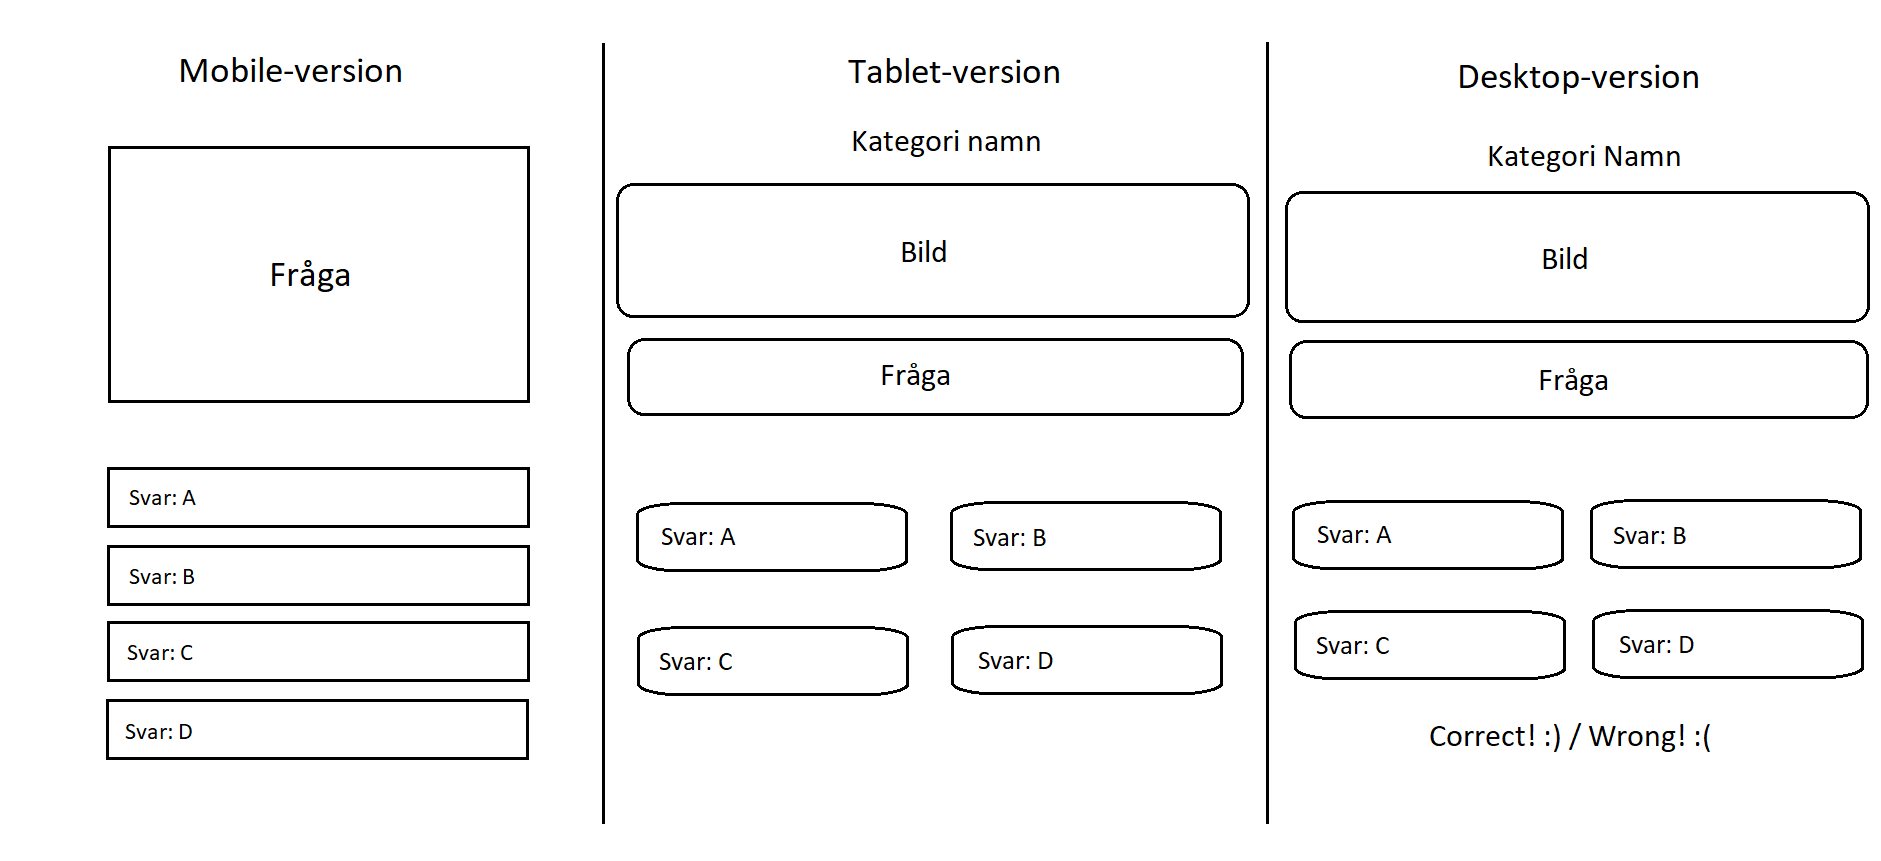 Mobile-version
Fråga
Svar: A
Svar: B
Svar: C
Svar: D
Tablet-version
Kategori namn
Bild
Fråga
Svar: A
Svar: B
Svar: C
Svar: D
Desktop-version
Kategori Namn
Bild
Fråga
Svar: A
Svar: B
Svar: C
Svar: D
Correct! :) / Wrong! :(